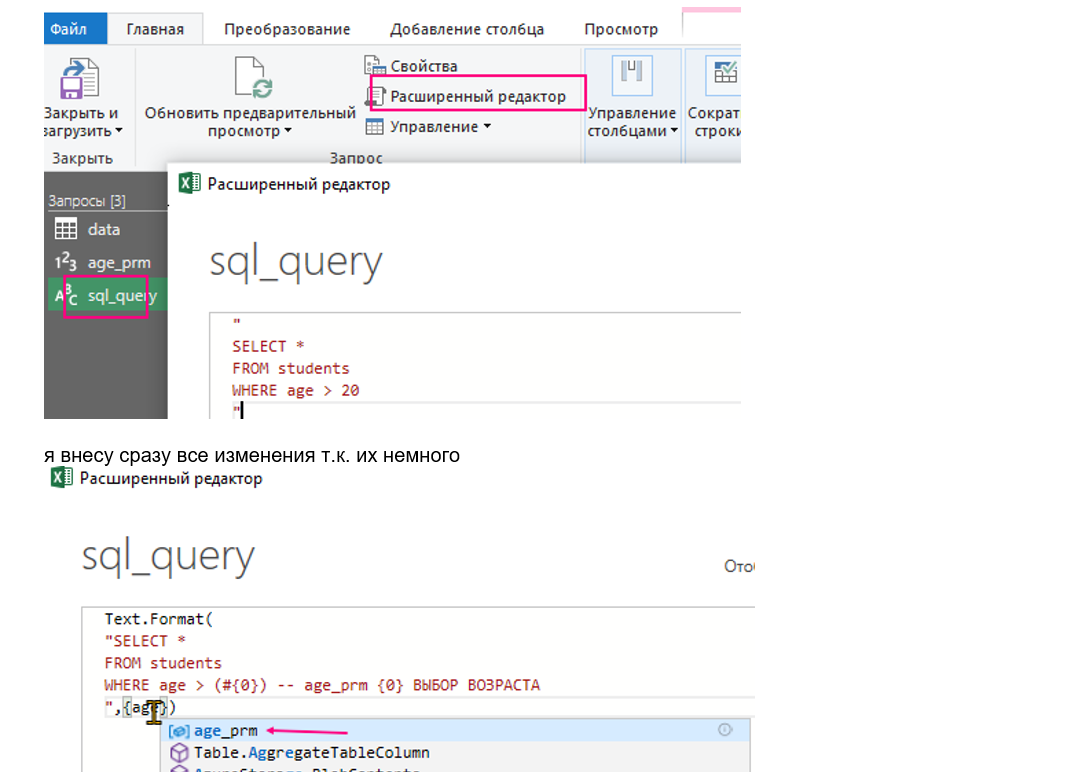 Файл Главная Преобразование Добавление столбца Просмотр
Свойства
Расширенный редактор
Закрыть и Обновить предварительный Управление Сократ
загрузить просмотр Управление столбцами строки
Закрыть Запрос
Расширенный редактор
Запросы [3]
data
123 age_prm
sql_query
ABC sql_query
"
SELECT *
FROM students
WHERE age > 20
"
я внесу сразу все изменения т.к. их немного
Расширенный редактор
sql_query
Ото
Text.Format(
"SELECT *
FROM students
WHERE age > (#{0}) -- age_prm {0} ВЫБОР ВОЗРАСТА
",{age})
age_prm
Table.AggregateTableColumn